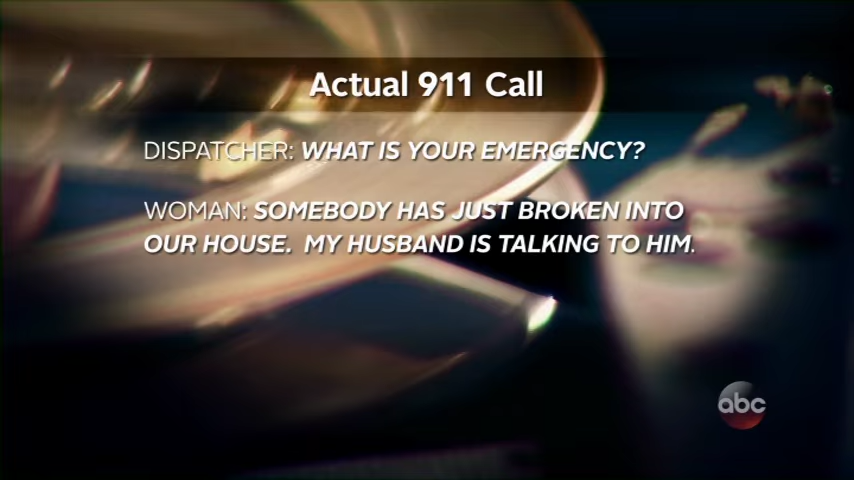 Actual 911 Call
DISPATCHER: WHAT IS YOUR EMERGENCY?
WOMAN: SOMEBODY HAS JUST BROKEN INTO
OUR HOUSE.  MY HUSBAND IS TALKING TO HIM.
abc